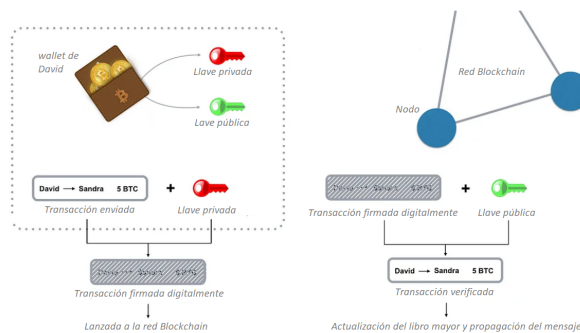 wallet de
David
Llave privada
Lave pública
Red Blockchain
Nodo
David → Sandra 5 BTC
Transacción enviada
+
Llave privada
Transacción firmada digitalmente
+
Llave pública
Transacción firmada digitalmente
David → Sandra 5 BTC
Transacción verificada
Lanzada a la red Blockchain
Actualización del libro mayor y propagación del mensaje